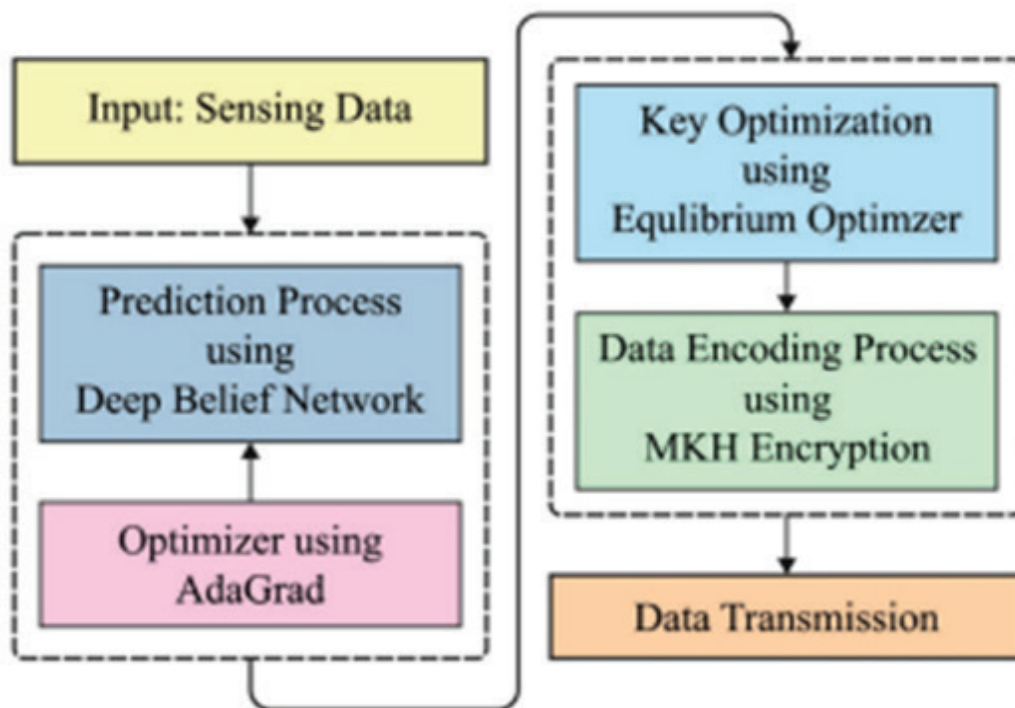 Input: Sensing Data
Prediction Process
using
Deep Belief Network
Optimizer using
AdaGrad
Key Optimization
using
Equlibrium Optimzer
Data Encoding Process
using
MKH Encryption
Data Transmission